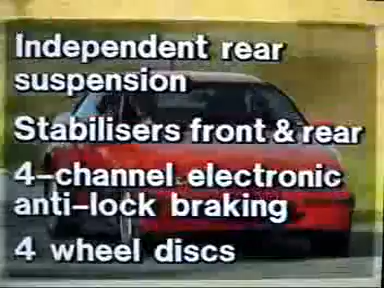 Independent rear
suspension
Stabilisers front & rear
4-channel electronic
anti-lock braking
4 wheel discs